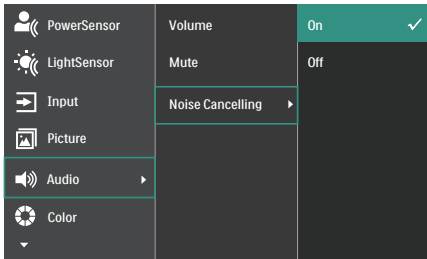 PowerSensor
LightSensor
Input
Picture
Audio
Color
Volume
Mute
Noise Cancelling
On
Off